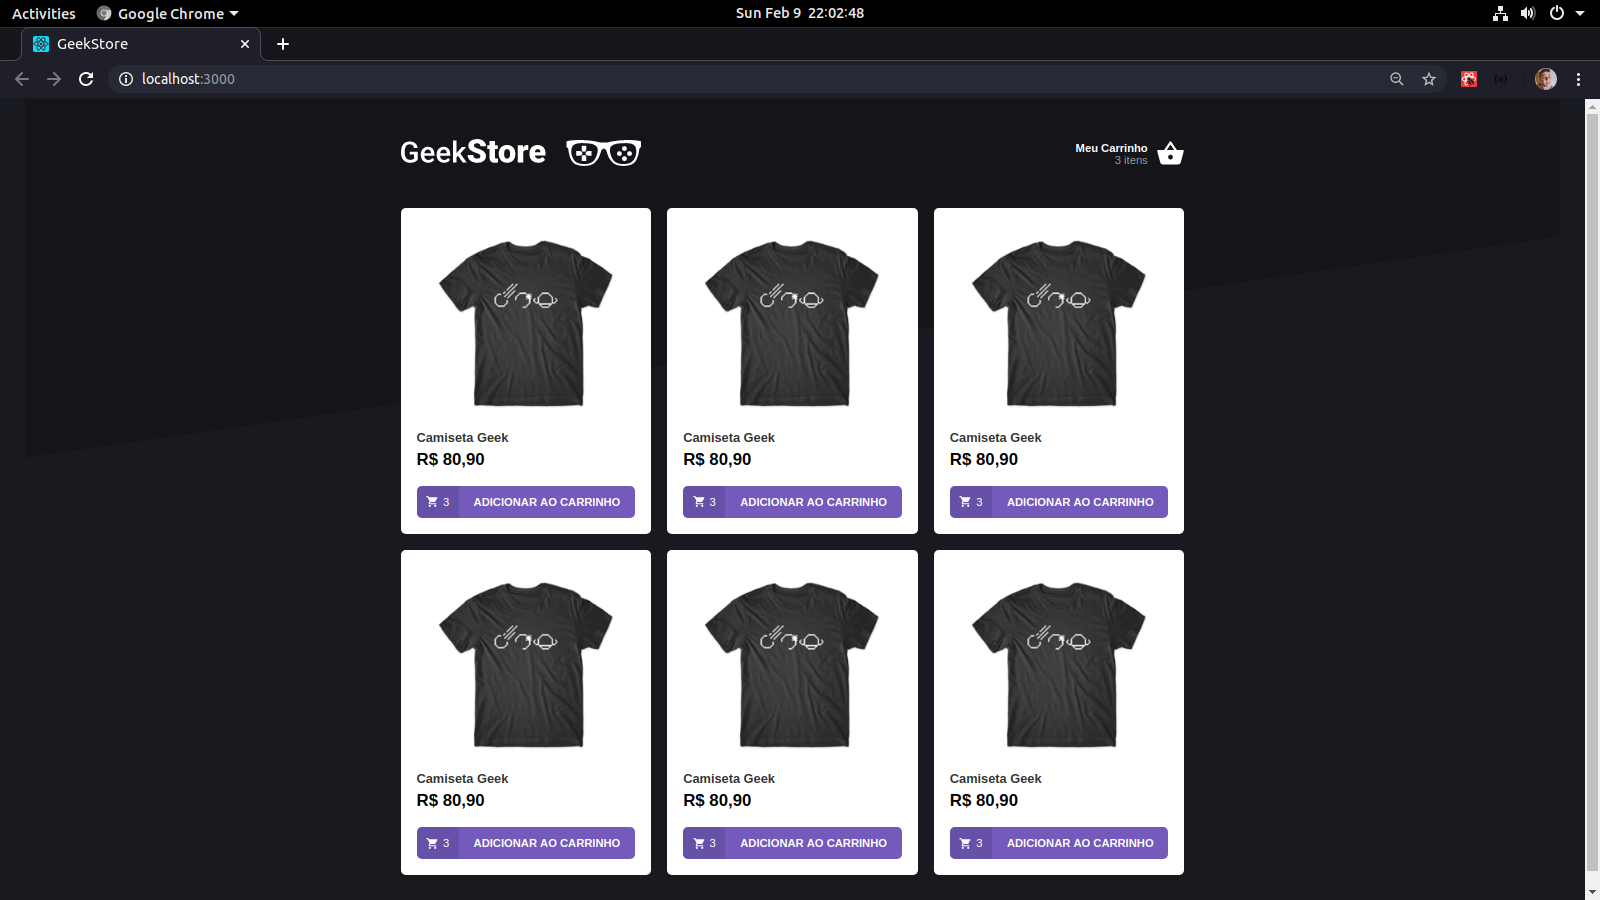 Activities Google Chrome Sun Feb 9 22:02:48
GeekStore
localhost:3000
GeekStore
Meu Carrinho
3 itens
Camiseta Geek Camiseta Geek Camiseta Geek
R$ 80,90 R$ 80,90 R$ 80,90
3 ADICIONAR AO CARRINHO 3 ADICIONAR AO CARRINHO 3 ADICIONAR AO CARRINHO
Camiseta Geek Camiseta Geek Camiseta Geek
R$ 80,90 R$ 80,90 R$ 80,90
3 ADICIONAR AO CARRINHO 3 ADICIONAR AO CARRINHO 3 ADICIONAR AO CARRINHO